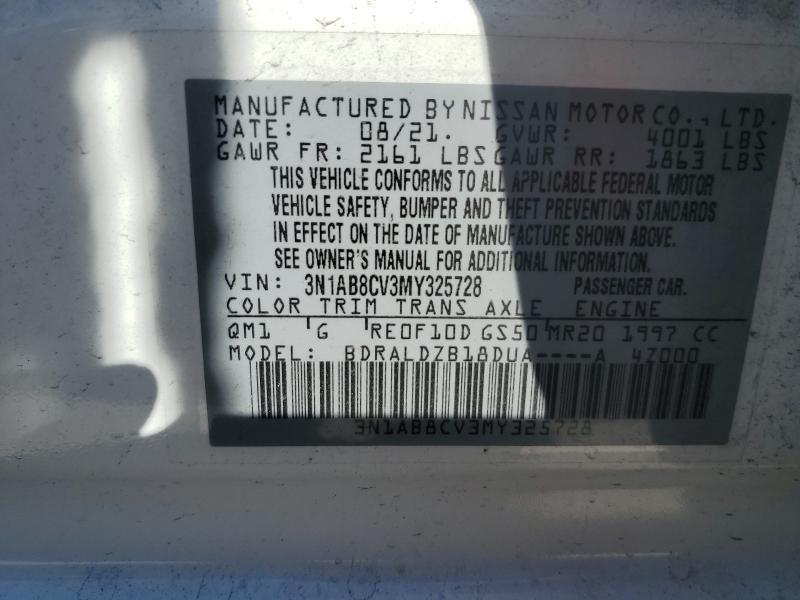 MANUFACTURED BY NISSAN MOTOR CO., LTD.
DATE: 08/21. GVWR: 4001 LBS
GAWR FR: 2161 LBS GAWR RR: 1863 LBS
THIS VEHICLE CONFORMS TO ALL APPLICABLE FEDERAL MOTOR
VEHICLE SAFETY, BUMPER AND THEFT PREVENTION STANDARDS
IN EFFECT ON THE DATE OF MANUFACTURE SHOWN ABOVE.
SEE OWNER'S MANUAL FOR ADDITIONAL INFORMATION.
VIN: 3N1AB8CV3MY325728 PASSENGER CAR.
COLOR TRIM TRANS AXLE ENGINE
QM1 G RE0F10D GS50 MR20 1997 CC
MODEL: BDRALDZB18DUA----A 4Z000
3N1AB8CV3MY325728